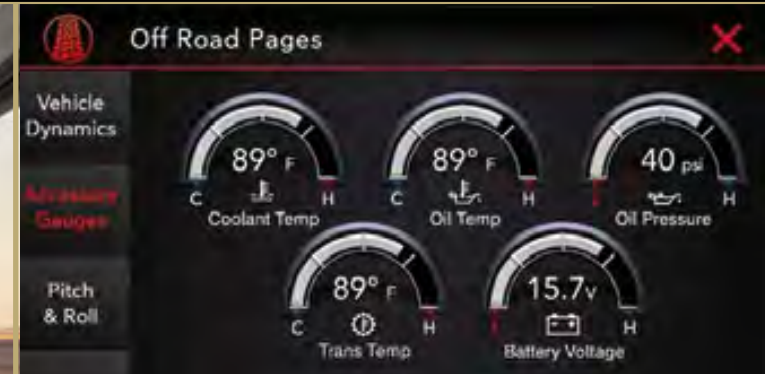 Off Road Pages
Vehicle
Dynamics
Accessory
Gauges
Pitch
& Roll
89° F
C H
Coolant Temp
89° F
C H
Oil Temp
40 psi
L H
Oil Pressure
89° F
C H
Trans Temp
15.7v
L H
Battery Voltage